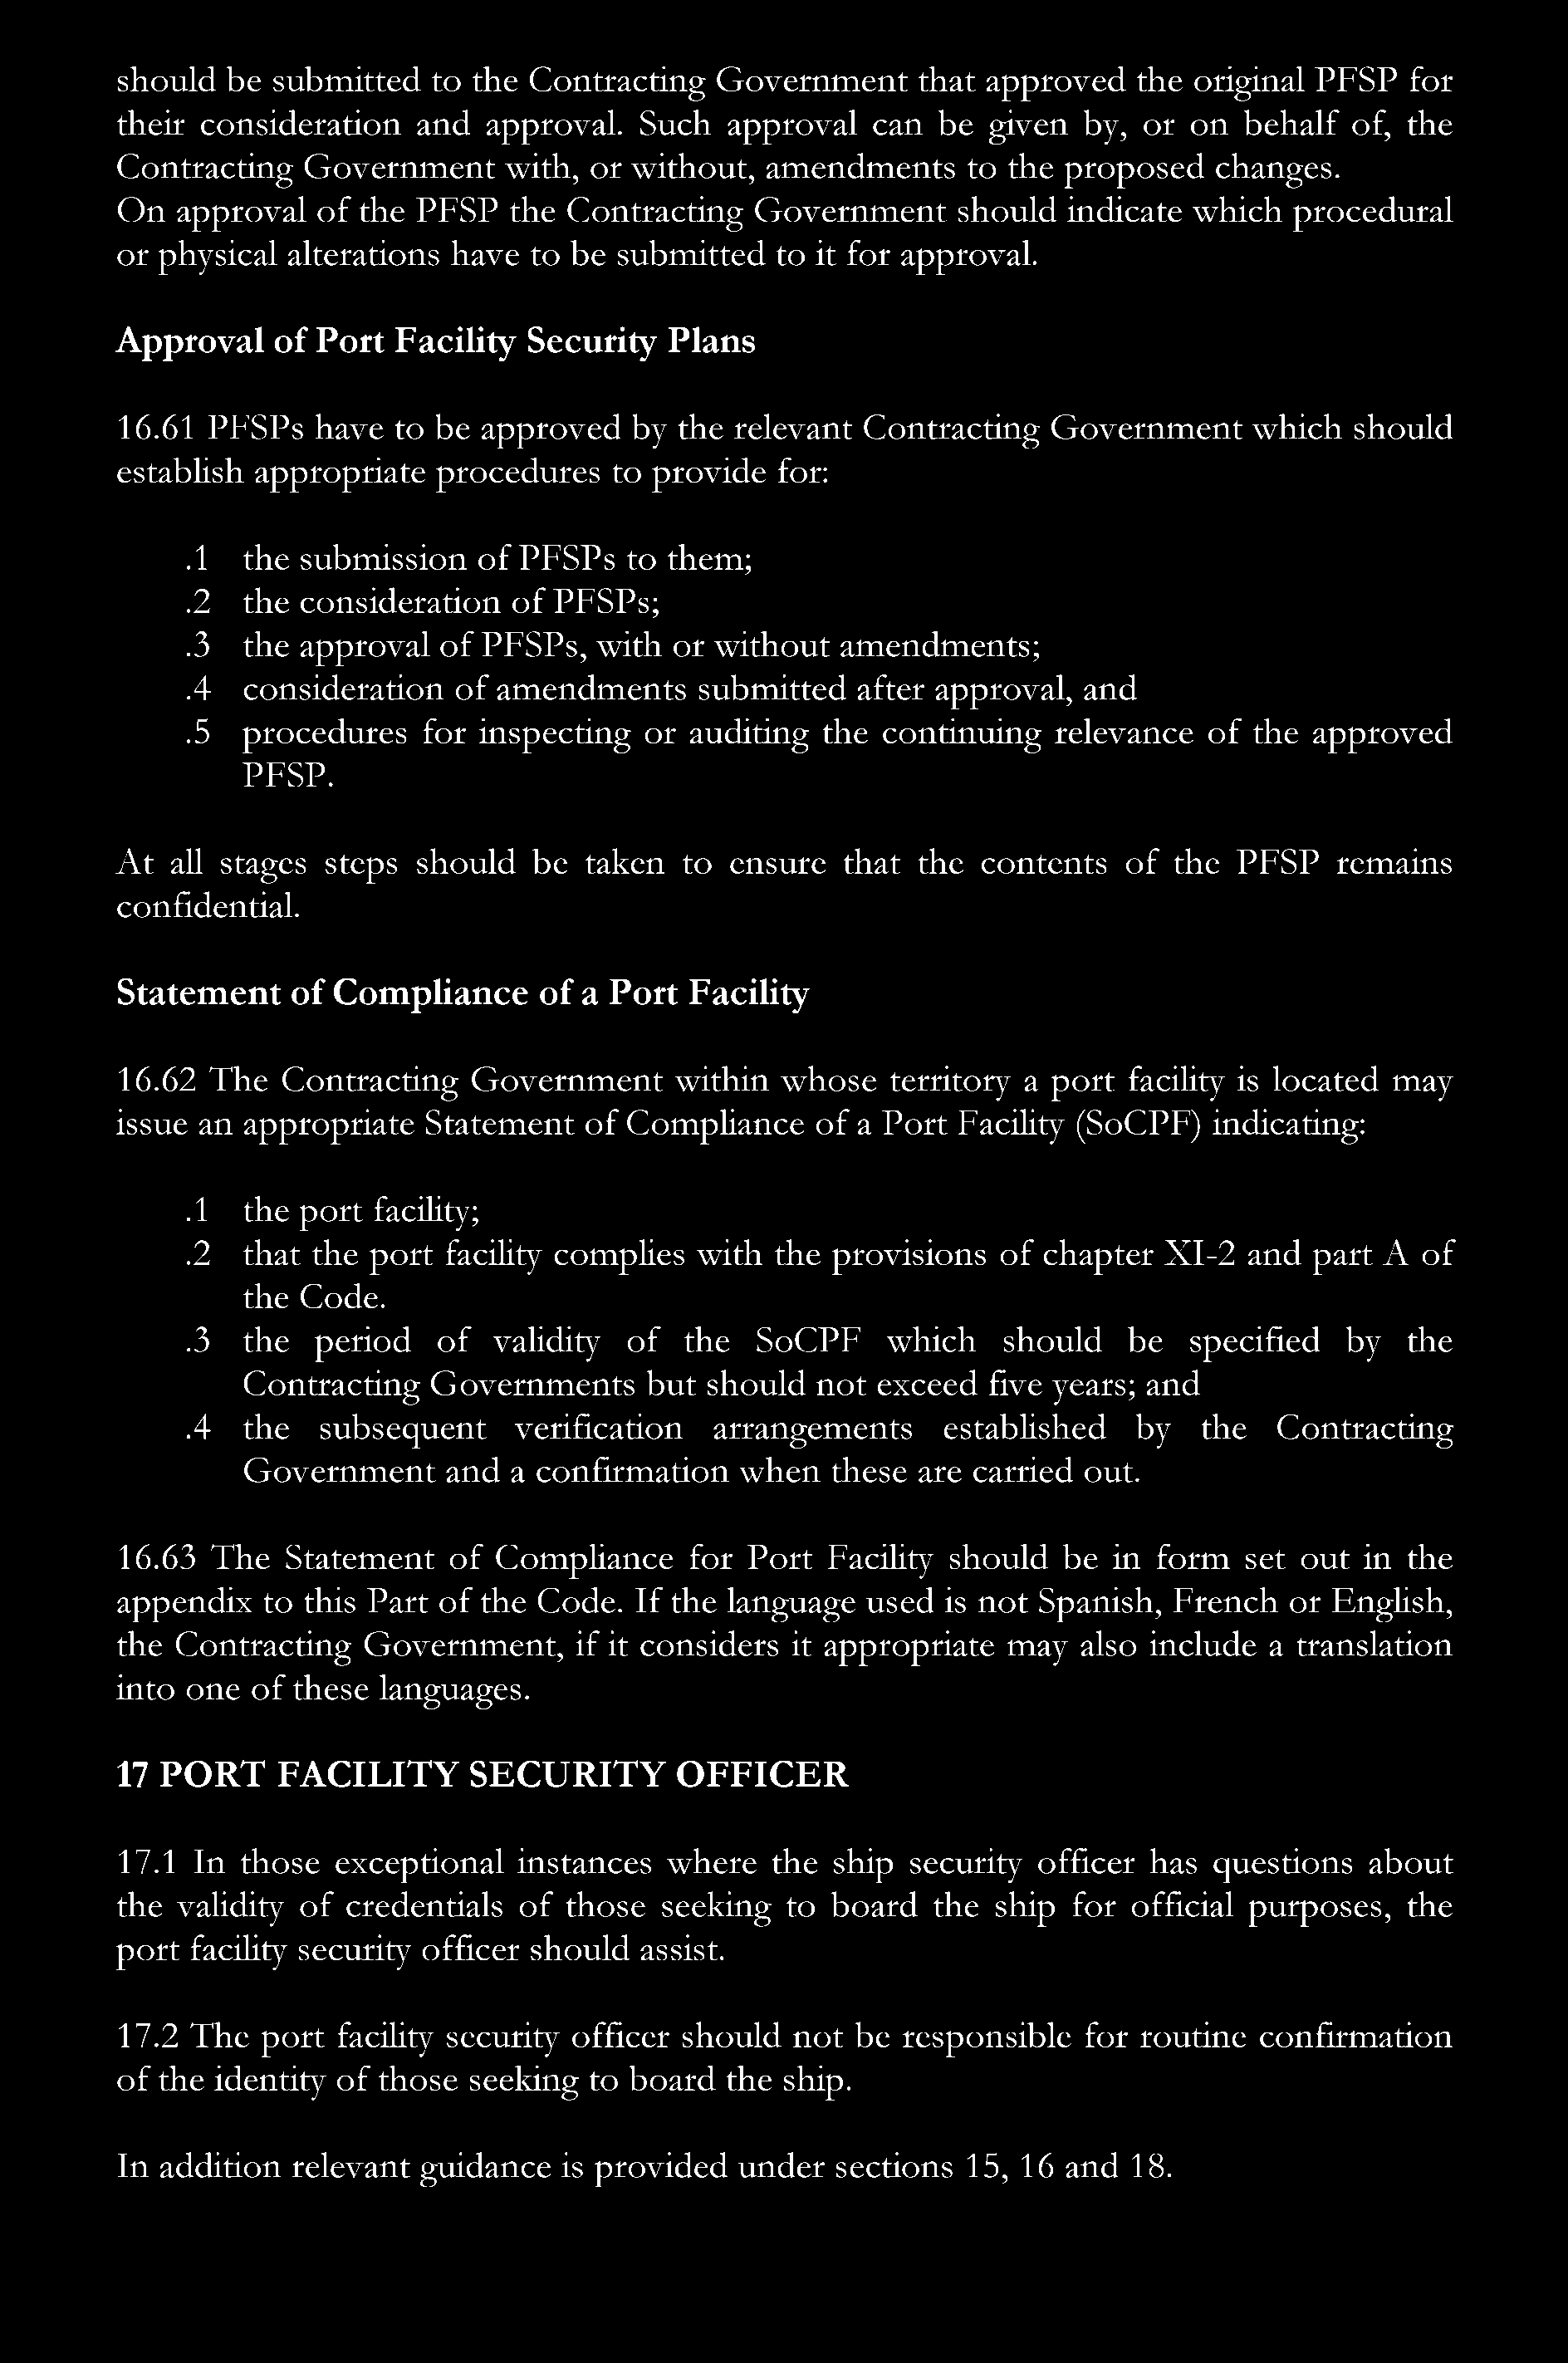 should be submitted to the Contracting Government that approved the original PFSP for
their consideration and approval. Such approval can be given by, or on behalf of, the
Contracting Government with, or without, amendments to the proposed changes.
On approval of the PFSP the Contracting Government should indicate which procedural
or physical alterations have to be submitted to it for approval.
Approval of Port Facility Security Plans
16.61 PFSPs have to be approved by the relevant Contracting Government which should
establish appropriate procedures to provide for:
.1 the submission of PFSPs to them;
.2 the consideration of PFSPs;
.3 the approval of PFSPs, with or without amendments;
.4 consideration of amendments submitted after approval, and
.5 procedures for inspecting or auditing the continuing relevance of the approved
PFSP.
At all stages steps should be taken to ensure that the contents of the PFSP remains
confidential.
Statement of Compliance of a Port Facility
16.62 The Contracting Government within whose territory a port facility is located may
issue an appropriate Statement of Compliance of a Port Facility (SoCPF) indicating:
.1 the port facility;
.2 that the port facility complies with the provisions of chapter XI-2 and part A of
the Code.
.3 the period of validity of the SoCPF which should be specified by the
Contracting Governments but should not exceed five years; and
.4 the subsequent verification arrangements established by the Contracting
Government and a confirmation when these are carried out.
16.63 The Statement of Compliance for Port Facility should be in form set out in the
appendix to this Part of the Code. If the language used is not Spanish, French or English,
the Contracting Government, if it considers it appropriate may also include a translation
into one of these languages.
17 PORT FACILITY SECURITY OFFICER
17.1 In those exceptional instances where the ship security officer has questions about
the validity of credentials of those seeking to board the ship for official purposes, the
port facility security officer should assist.
17.2 The port facility security officer should not be responsible for routine confirmation
of the identity of those seeking to board the ship.
In addition relevant guidance is provided under sections 15, 16 and 18.